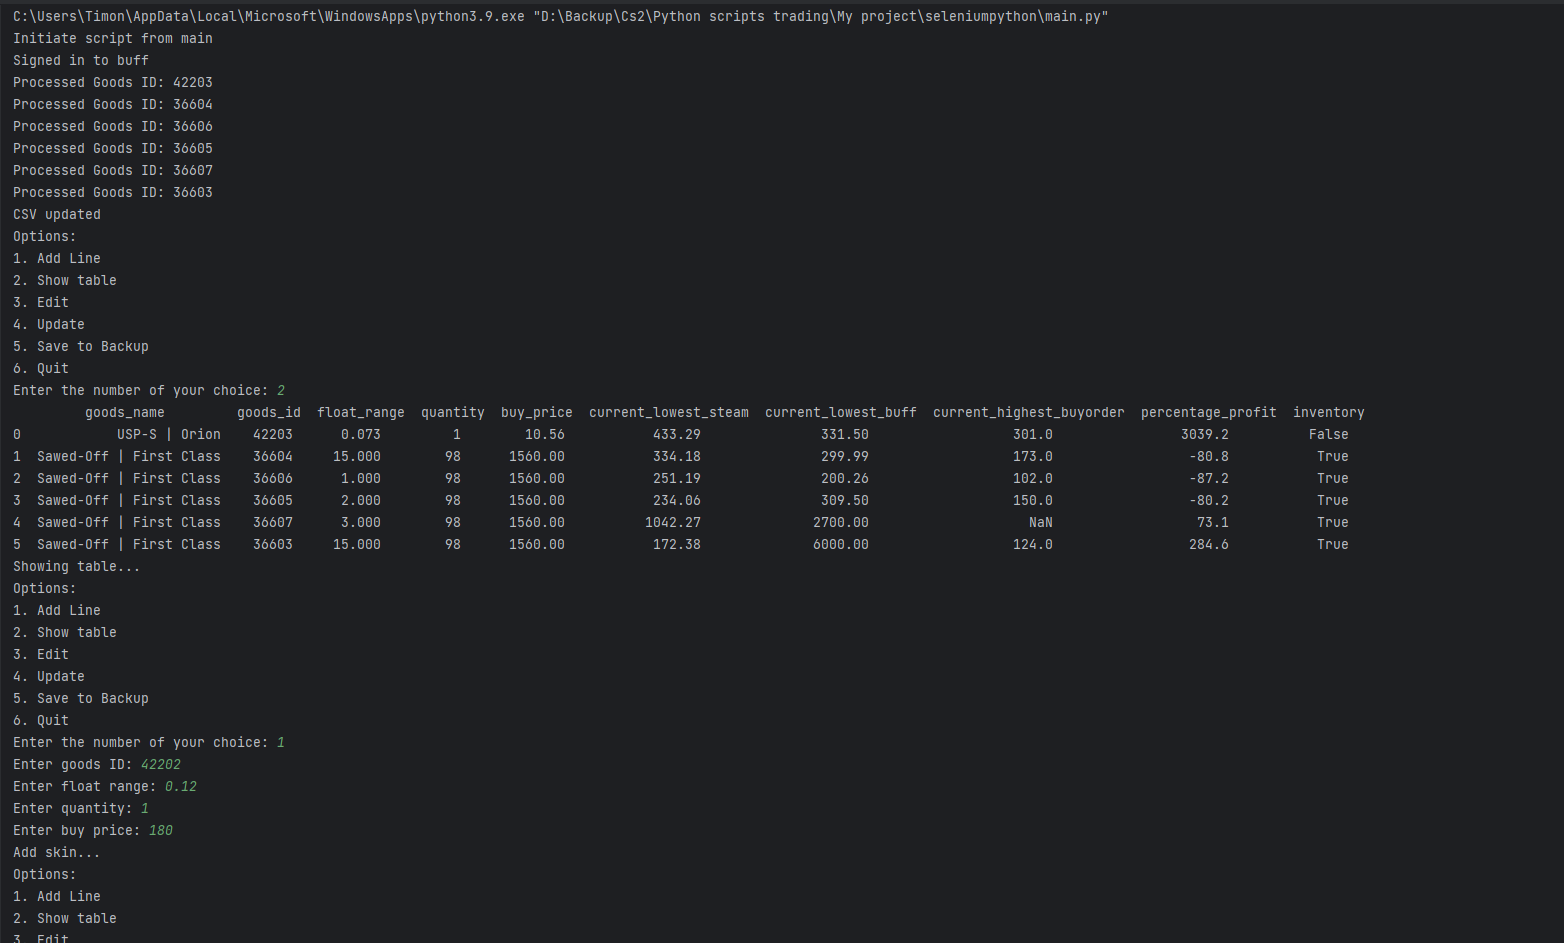 C:\Users\Timon\AppData\Local\Microsoft\WindowsApps\python3.9.exe "D:\Backup\Cs2\Python scripts trading\My project\seleniumpython\main.py"
Initiate script from main
Signed in to buff
Processed Goods ID: 42203
Processed Goods ID: 36604
Processed Goods ID: 36606
Processed Goods ID: 36605
Processed Goods ID: 36607
Processed Goods ID: 36603
CSV updated
Options:
1. Add Line
2. Show table
3. Edit
4. Update
5. Save to Backup
6. Quit
Enter the number of your choice: 2
goods_name goods_id float_range quantity buy_price current_lowest_steam current_lowest_buff current_highest_buyorder percentage_profit inventory
0 USP-S | Orion 42203 0.073 1 10.56 433.29 331.50 301.0 3039.2 False
1 Sawed-Off | First Class 36604 15.000 98 1560.00 334.18 299.99 173.0 -80.8 True
2 Sawed-Off | First Class 36606 1.000 98 1560.00 251.19 200.26 102.0 -87.2 True
3 Sawed-Off | First Class 36605 2.000 98 1560.00 234.06 309.50 150.0 -80.2 True
4 Sawed-Off | First Class 36607 3.000 98 1560.00 1042.27 2700.00 NaN 73.1 True
5 Sawed-Off | First Class 36603 15.000 98 1560.00 172.38 6000.00 124.0 284.6 True
Showing table...
Options:
1. Add Line
2. Show table
3. Edit
4. Update
5. Save to Backup
6. Quit
Enter the number of your choice: 1
Enter goods ID: 42202
Enter float range: 0.12
Enter quantity: 1
Enter buy price: 180
Add skin...
Options:
1. Add Line
2. Show table
3. Edit